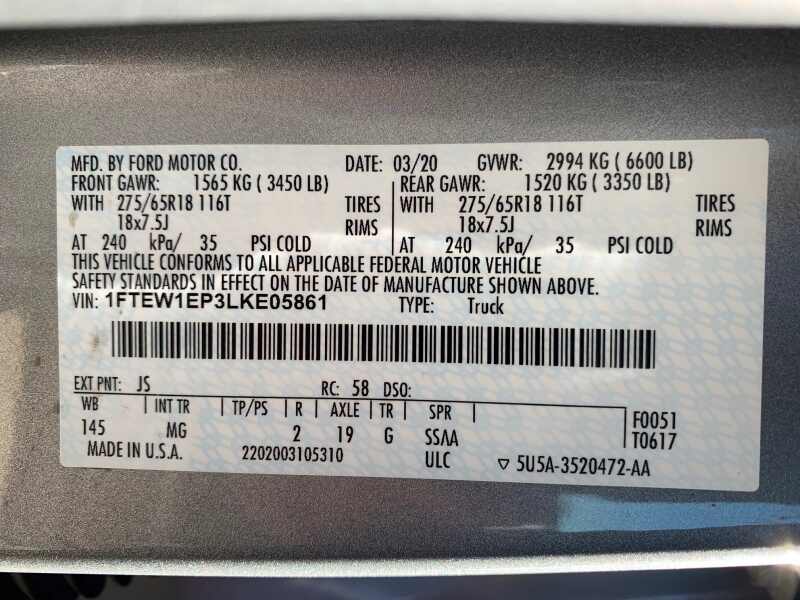 MFD. BY FORD MOTOR CO. DATE: 03/20 GVWR: 2994 KG ( 6600 LB)
FRONT GAWR: 1565 KG ( 3450 LB) REAR GAWR: 1520 KG ( 3350 LB)
WITH 275/65R18 116T TIRES WITH 275/65R18 116T TIRES
18x7.5J RIMS 18x7.5J RIMS
AT 240 kPa/ 35 PSI COLD AT 240 kPa/ 35 PSI COLD
THIS VEHICLE CONFORMS TO ALL APPLICABLE FEDERAL MOTOR VEHICLE
SAFETY STANDARDS IN EFFECT ON THE DATE OF MANUFACTURE SHOWN ABOVE.
VIN: 1FTEW1EP3LKE05861 TYPE: Truck
EXT PNT: JS RC: 58 DSO:
WB INT TR TP/PS R AXLE TR SPR F0051
145 MG 2 19 G SSAA T0617
MADE IN U.S.A. 2202003105310 ULC ▽ 5U5A-3520472-AA